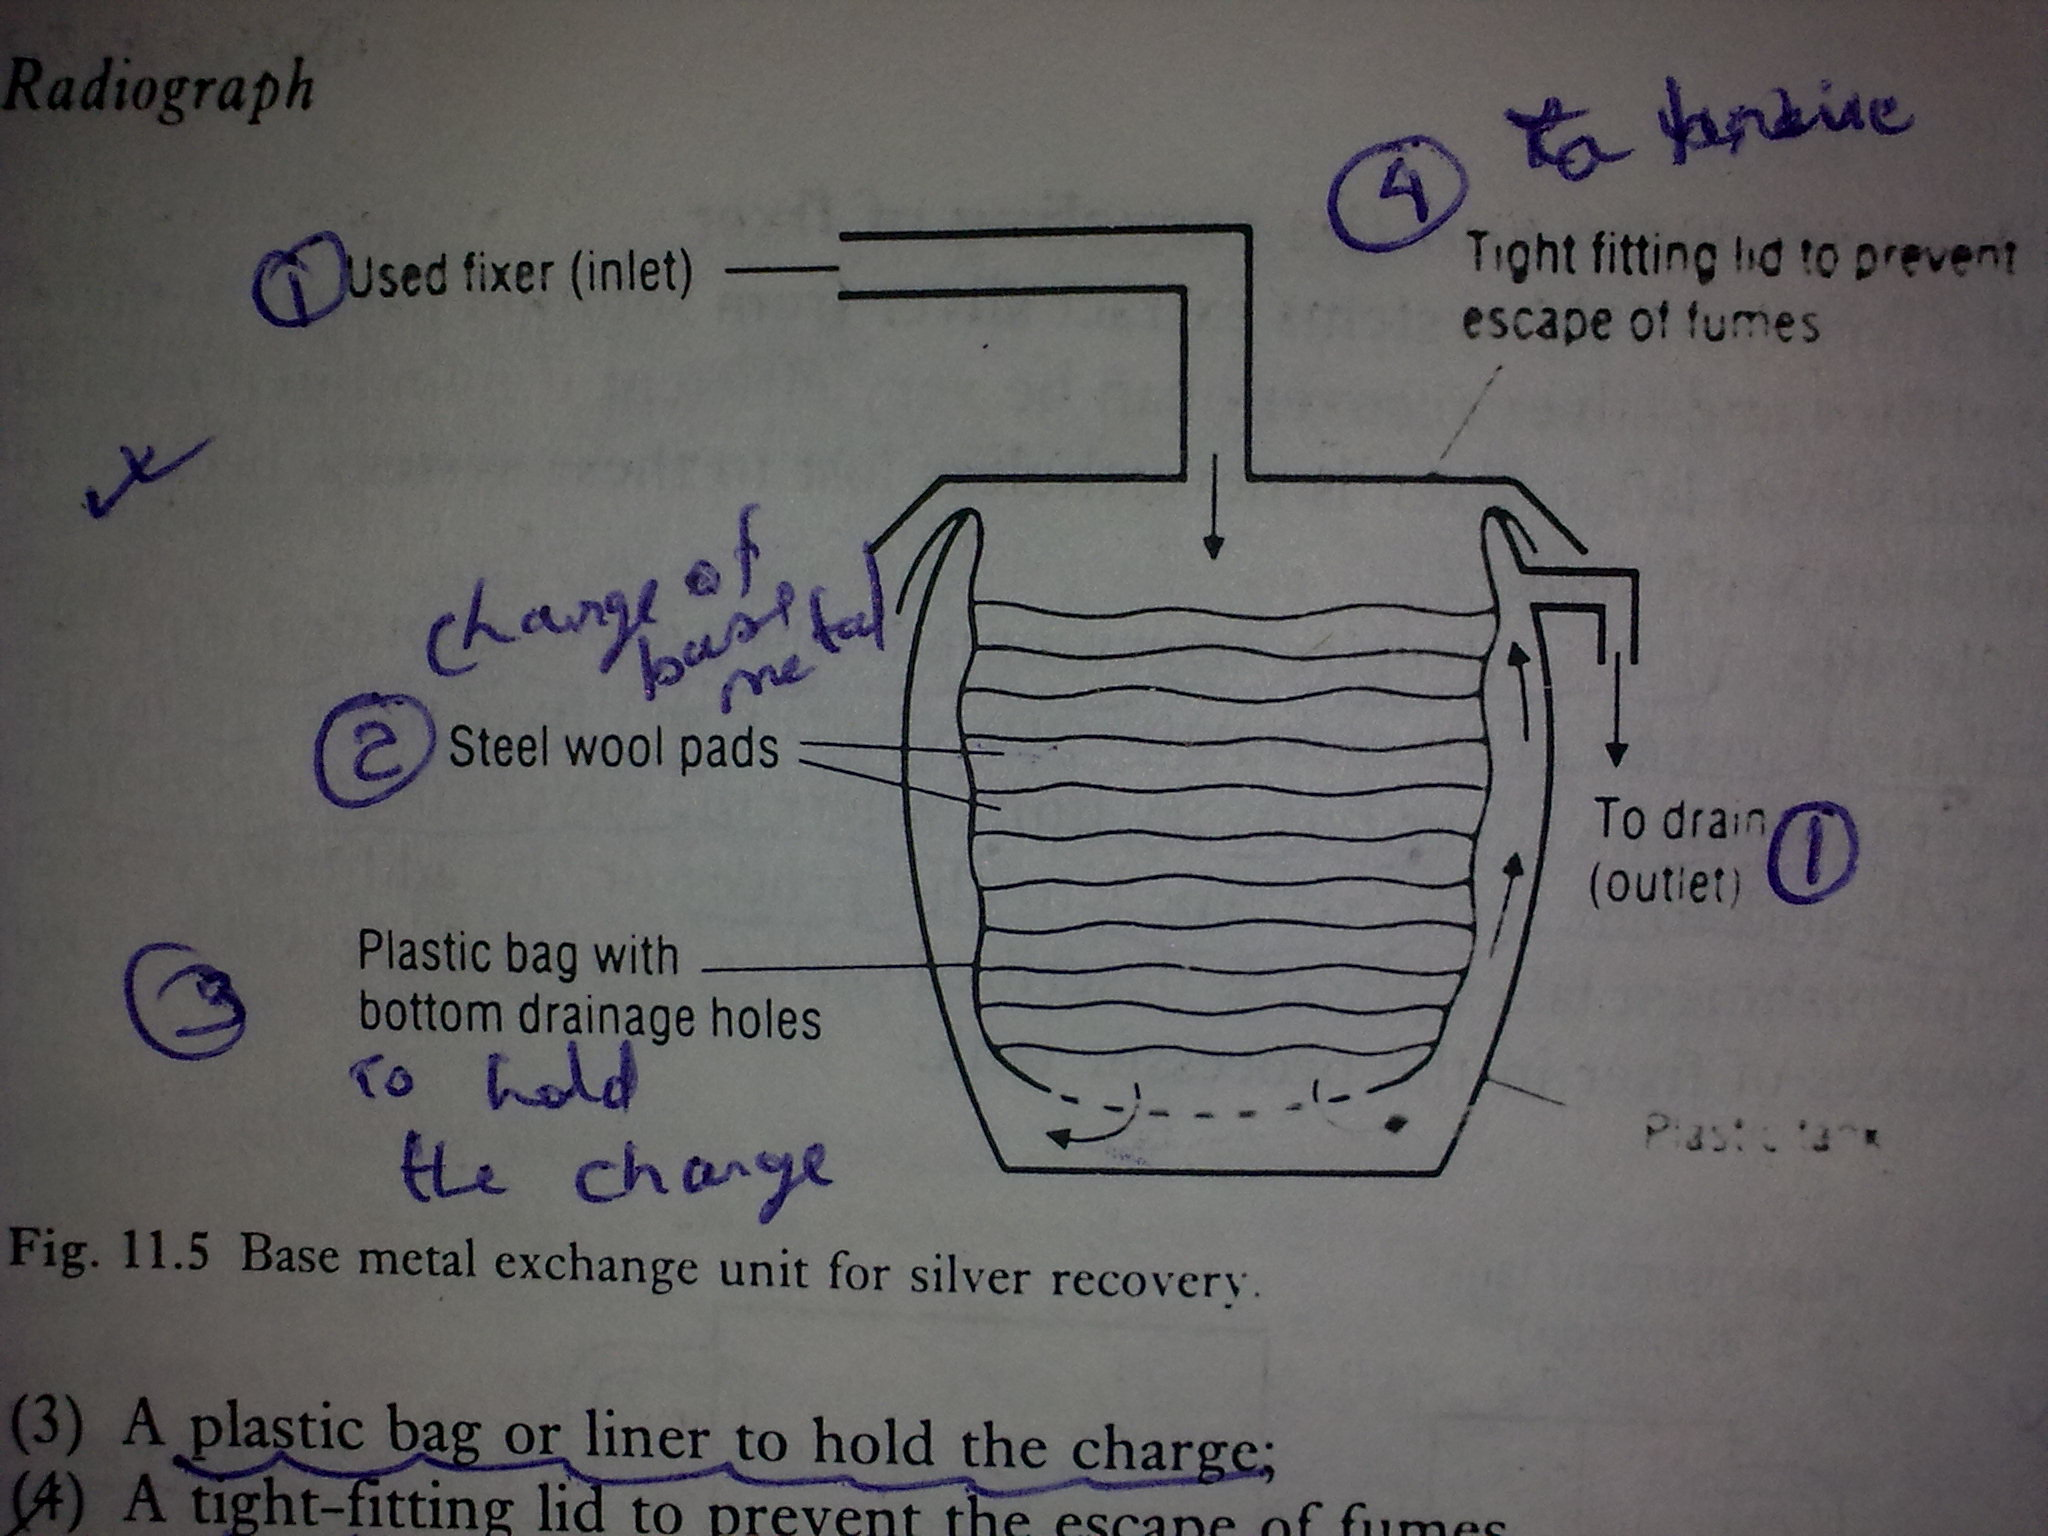 Radiograph
④ to
① Used fixer (inlet)
Tight fitting lid to prevent
escape of fumes
charge of
base
metal
② Steel wool pads
To drain ①
(outlet)
③ Plastic bag with
bottom drainage holes
To hold
the charge
Plastic tank
Fig. 11.5 Base metal exchange unit for silver recovery.
(3) A plastic bag or liner to hold the charge;
(4) A tight-fitting lid to prevent the escape of fumes